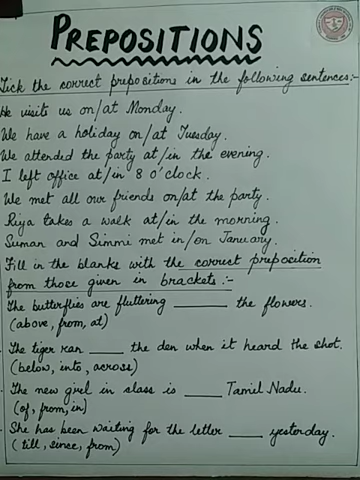 PREPOSITIONS
Tick the correct prepositions in the following sentences:-
He visits us on/at Monday.
We have a holiday on/at Tuesday.
We attended the party at/in the evening.
I left office at/in 8 O'clock.
We met all our friends on/at the party.
Riya takes a walk at/in the morning.
Suman and Simmi met in/on January.
Fill in the blanks with the correct preposition
from those given in brackets:-
The butterflies are fluttering ______ the flowers.
(above, from, at)
The tiger ran ____ the den when it heard the shot.
(below, into, across)
The new girl in class is ____ Tamil Nadu.
(of, from, in)
She has been waiting for the letter ____ yesterday.
(till, since, from)